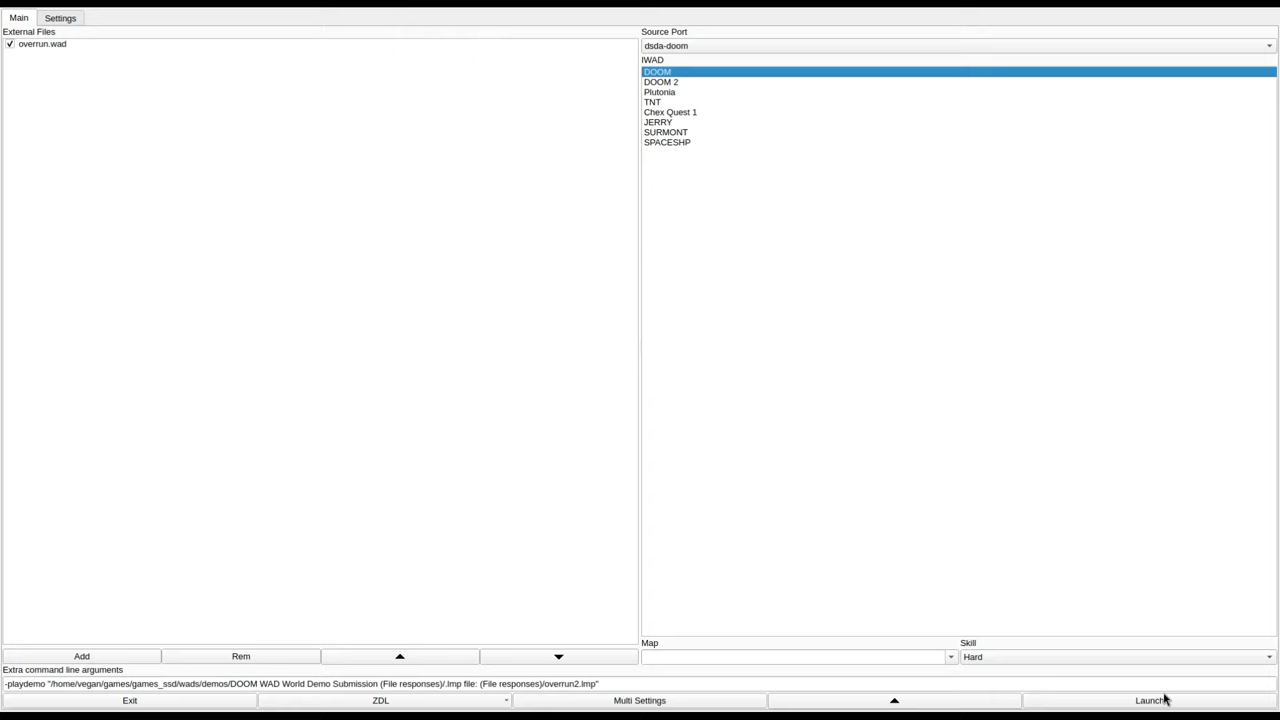 Main Settings
External Files
overrun.wad
Source Port
dsda-doom
IWAD
DOOM
DOOM 2
Plutonia
TNT
Chex Quest 1
JERRY
SURMONT
SPACESHP
Map Skill
Hard
Add Rem
Extra command line arguments
-playdemo "/home/vegan/games/games_ssd/wads/demos/DOOM WAD World Demo Submission (File responses)/.lmp file: (File responses)/overrun2.lmp"
Exit ZDL Multi Settings Launch